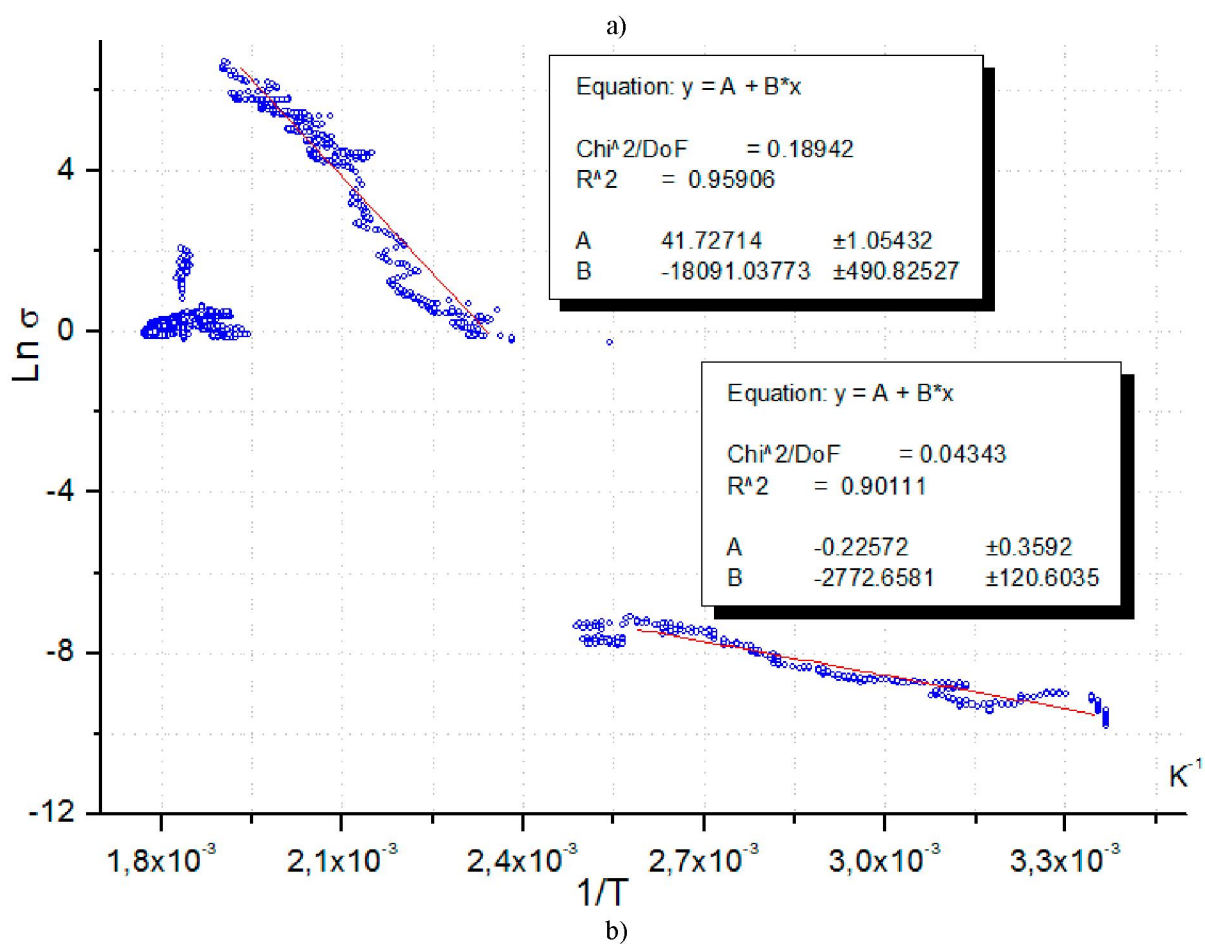 a)
Equation: y = A + B*x
Chi^2/DoF = 0.18942
R^2 = 0.95906
A 41.72714 ±1.05432
B -18091.03773 ±490.82527
Equation: y = A + B*x
Chi^2/DoF = 0.04343
R^2 = 0.90111
A -0.22572 ±0.3592
B -2772.6581 ±120.6035
Ln σ
4
0
-4
-8
-12
K⁻¹
1,8x10⁻³ 2,1x10⁻³ 2,4x10⁻³ 2,7x10⁻³ 3,0x10⁻³ 3,3x10⁻³
1/T
b)